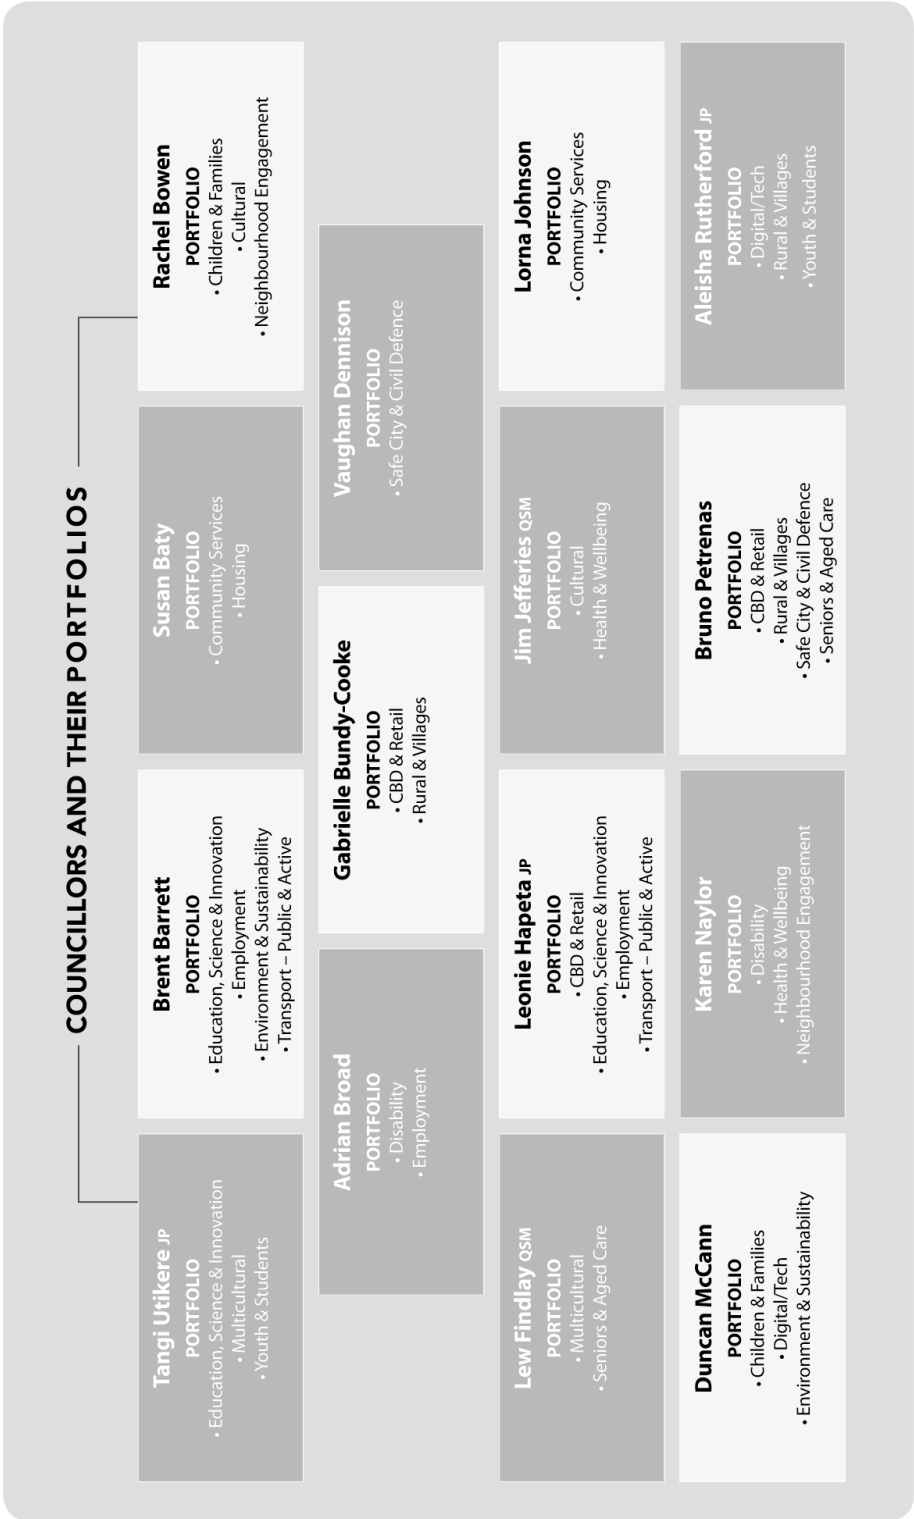 COUNCILLORS AND THEIR PORTFOLIOS
Tangi Utikere JP
PORTFOLIO
• Education, Science & Innovation
• Multicultural
• Youth & Students
Brent Barrett
PORTFOLIO
• Education, Science & Innovation
• Employment
• Environment & Sustainability
• Transport – Public & Active
Susan Baty
PORTFOLIO
• Community Services
• Housing
Rachel Bowen
PORTFOLIO
• Children & Families
• Cultural
• Neighbourhood Engagement
Adrian Broad
PORTFOLIO
• Disability
• Employment
Gabrielle Bundy-Cooke
PORTFOLIO
• CBD & Retail
• Rural & Villages
Vaughan Dennison
PORTFOLIO
• Safe City & Civil Defence
Lew Findlay QSM
PORTFOLIO
• Multicultural
• Seniors & Aged Care
Leonie Hapeta JP
PORTFOLIO
• CBD & Retail
• Education, Science & Innovation
• Employment
• Transport – Public & Active
Jim Jefferies QSM
PORTFOLIO
• Cultural
• Health & Wellbeing
Lorna Johnson
PORTFOLIO
• Community Services
• Housing
Duncan McCann
PORTFOLIO
• Children & Families
• Digital/Tech
• Environment & Sustainability
Karen Naylor
PORTFOLIO
• Disability
• Health & Wellbeing
• Neighbourhood Engagement
Bruno Petrenas
PORTFOLIO
• CBD & Retail
• Rural & Villages
• Safe City & Civil Defence
• Seniors & Aged Care
Aleisha Rutherford JP
PORTFOLIO
• Digital/Tech
• Rural & Villages
• Youth & Students